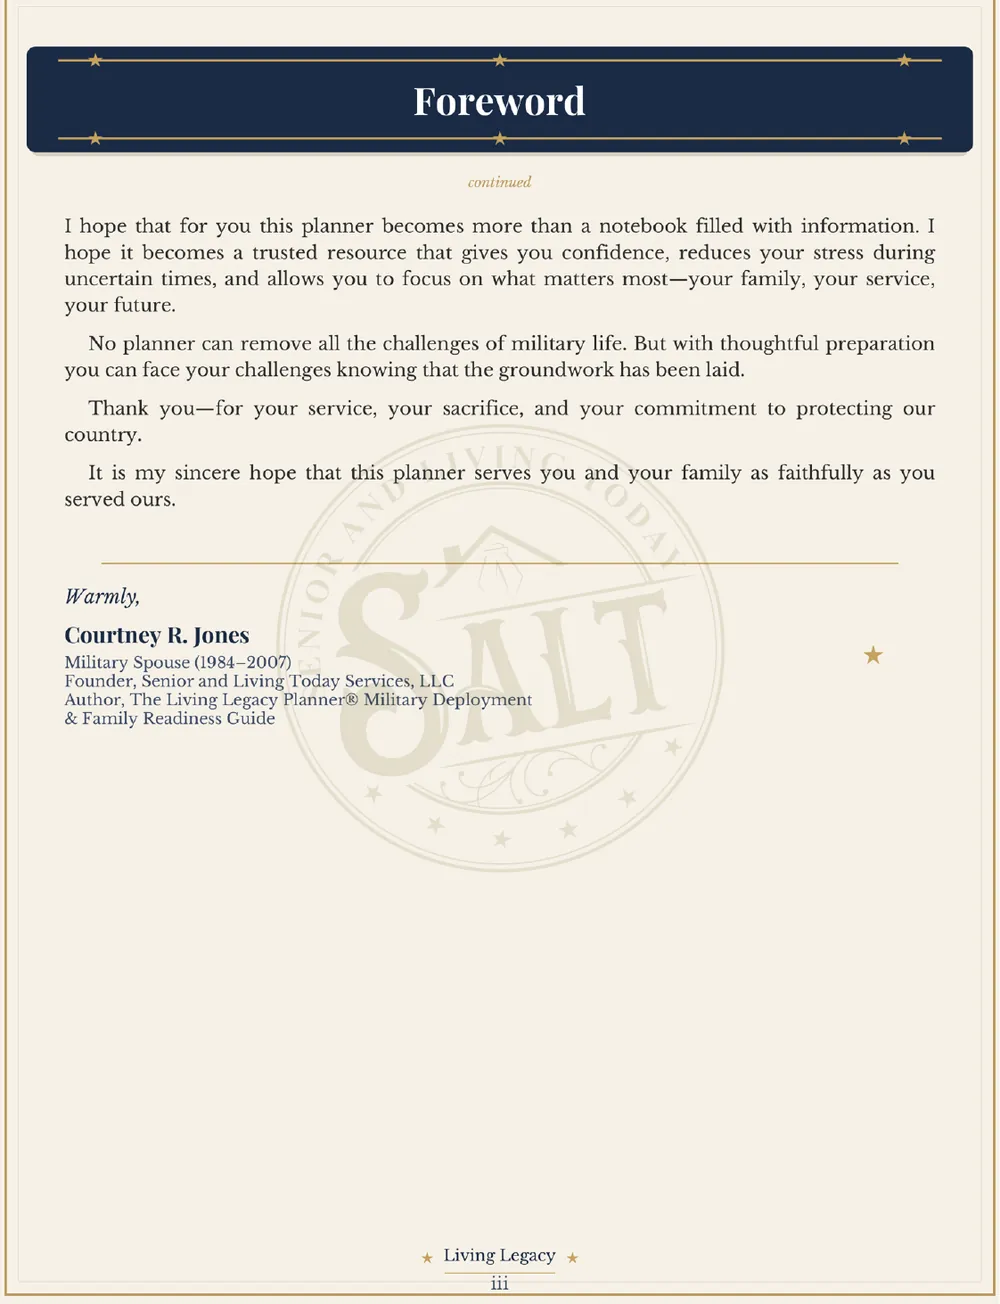 Foreword
continued
I hope that for you this planner becomes more than a notebook filled with information. I
hope it becomes a trusted resource that gives you confidence, reduces your stress during
uncertain times, and allows you to focus on what matters most—your family, your service,
your future.
No planner can remove all the challenges of military life. But with thoughtful preparation
you can face your challenges knowing that the groundwork has been laid.
Thank you—for your service, your sacrifice, and your commitment to protecting our
country.
It is my sincere hope that this planner serves you and your family as faithfully as you
served ours.
SENIOR AND LIVING TODAY
SALT
Warmly,
Courtney R. Jones
Military Spouse (1984–2007)
Founder, Senior and Living Today Services, LLC
Author, The Living Legacy Planner® Military Deployment
& Family Readiness Guide
Living Legacy
iii